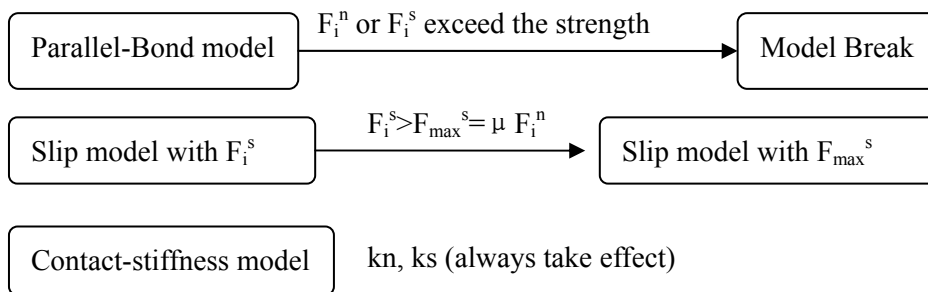 Parallel-Bond model F_i^n or F_i^s exceed the strength Model Break
Slip model with F_i^s F_i^s>F_max^s= μ F_i^n Slip model with F_max^s
Contact-stiffness model kn, ks (always take effect)